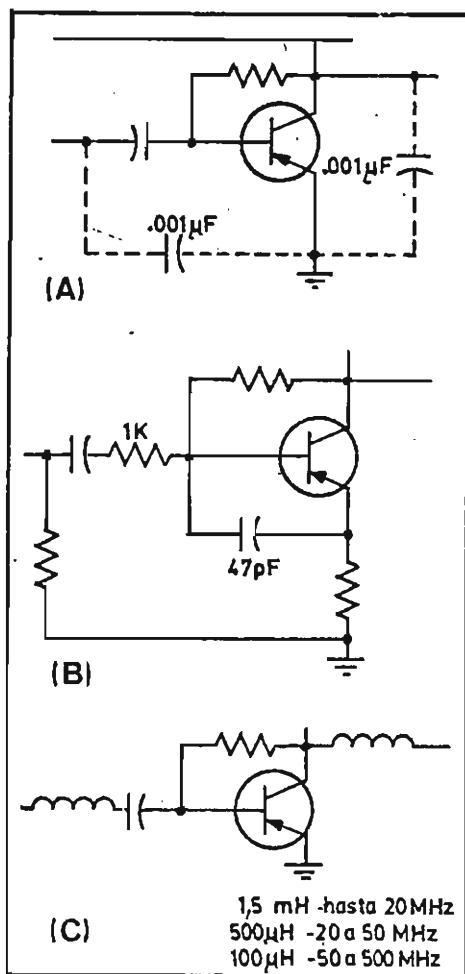 .001µF
.001µF
(A)
1K
47pF
(B)
1,5 mH -hasta 20MHz
500µH -20 a 50 MHz
(C) 100µH -50 a 500 MHz